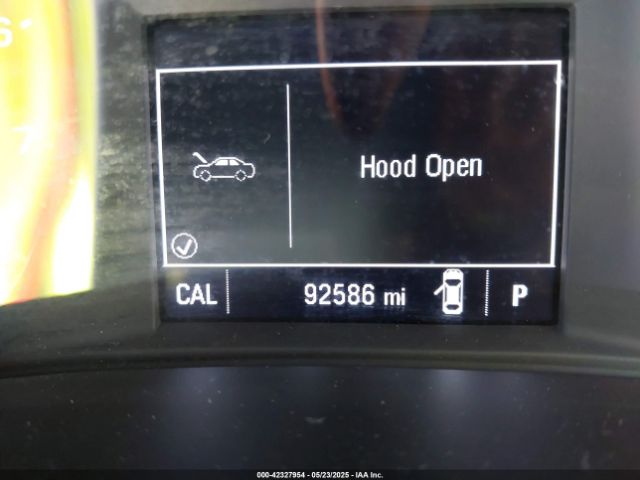 Hood Open
CAL 92586 mi P
000-42327954 - 05/23/2025 - IAA Inc.